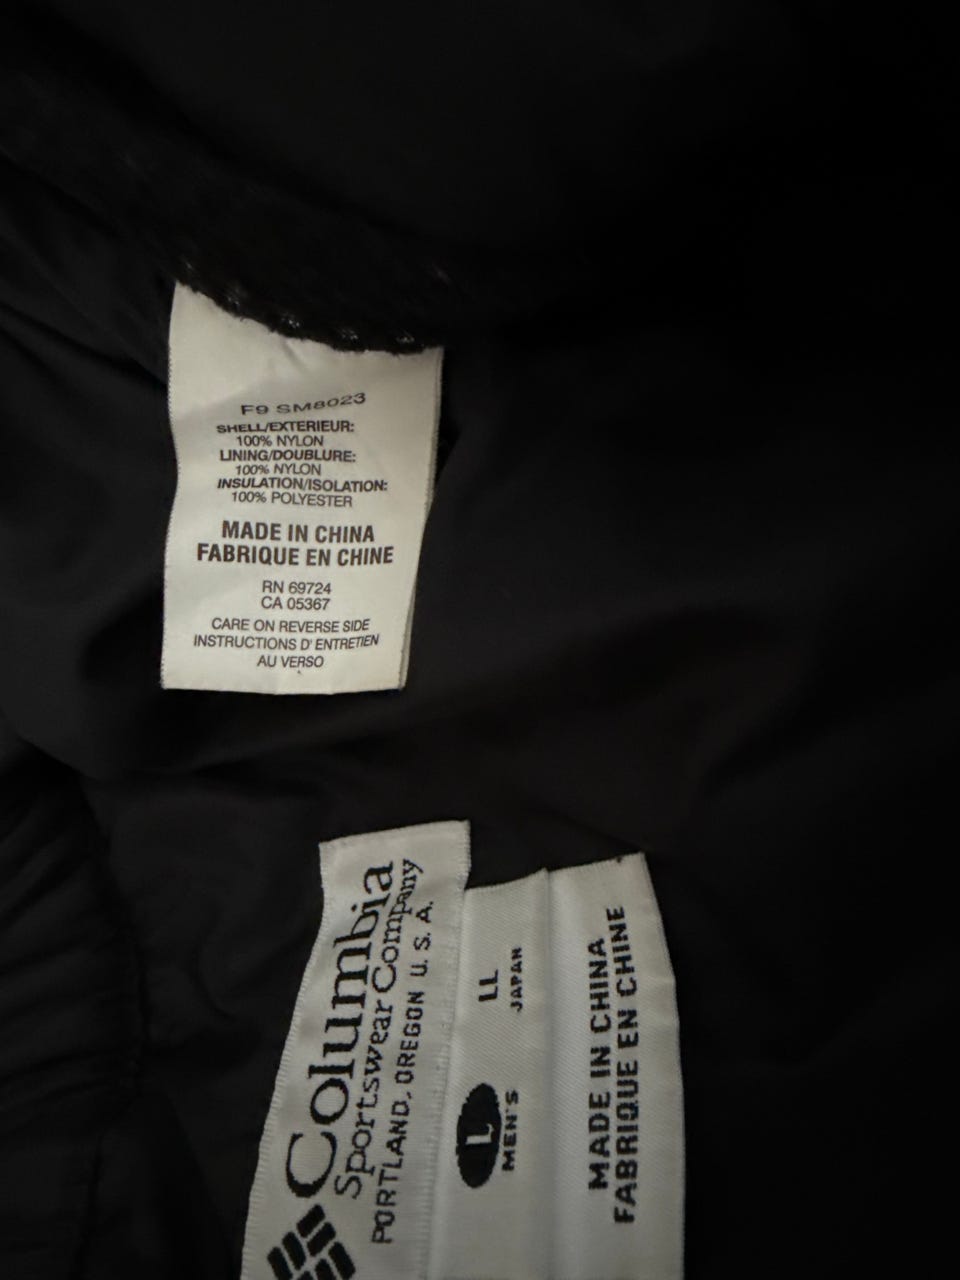 F9 SM8023
SHELL/EXTERIEUR:
100% NYLON
LINING/DOUBLURE:
100% NYLON
INSULATION/ISOLATION:
100% POLYESTER
MADE IN CHINA
FABRIQUE EN CHINE
RN 69724
CA 05367
CARE ON REVERSE SIDE
INSTRUCTIONS D' ENTRETIEN
AU VERSO
Columbia
Sportswear Company
PORTLAND, OREGON U. S. A.
L
MEN'S
LL
JAPAN
MADE IN CHINA
FABRIQUE EN CHINE